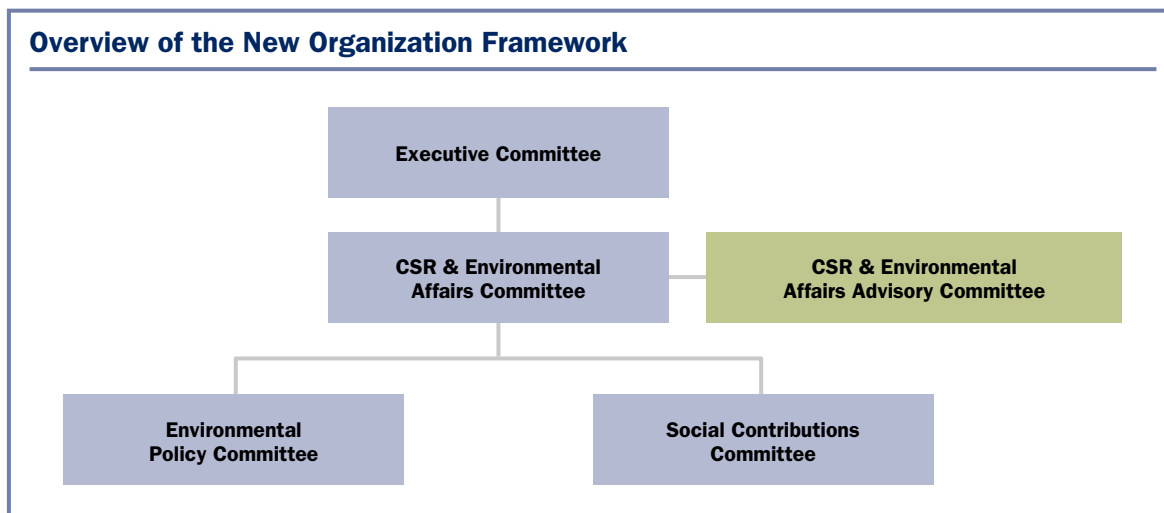 Overview of the New Organization Framework
Executive Committee
CSR & Environmental
Affairs Committee
CSR & Environmental
Affairs Advisory Committee
Environmental
Policy Committee
Social Contributions
Committee